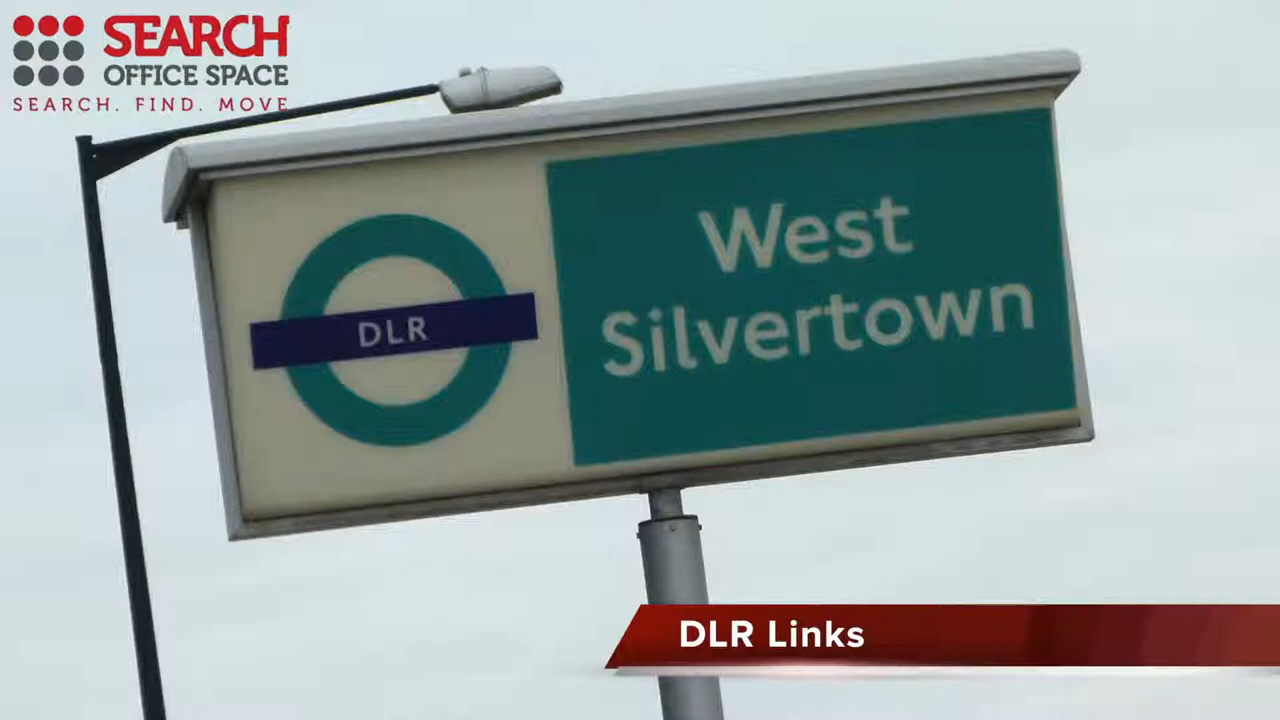 SEARCH
OFFICE SPACE
SEARCH. FIND. MOVE
DLR
West
Silvertown
DLR Links